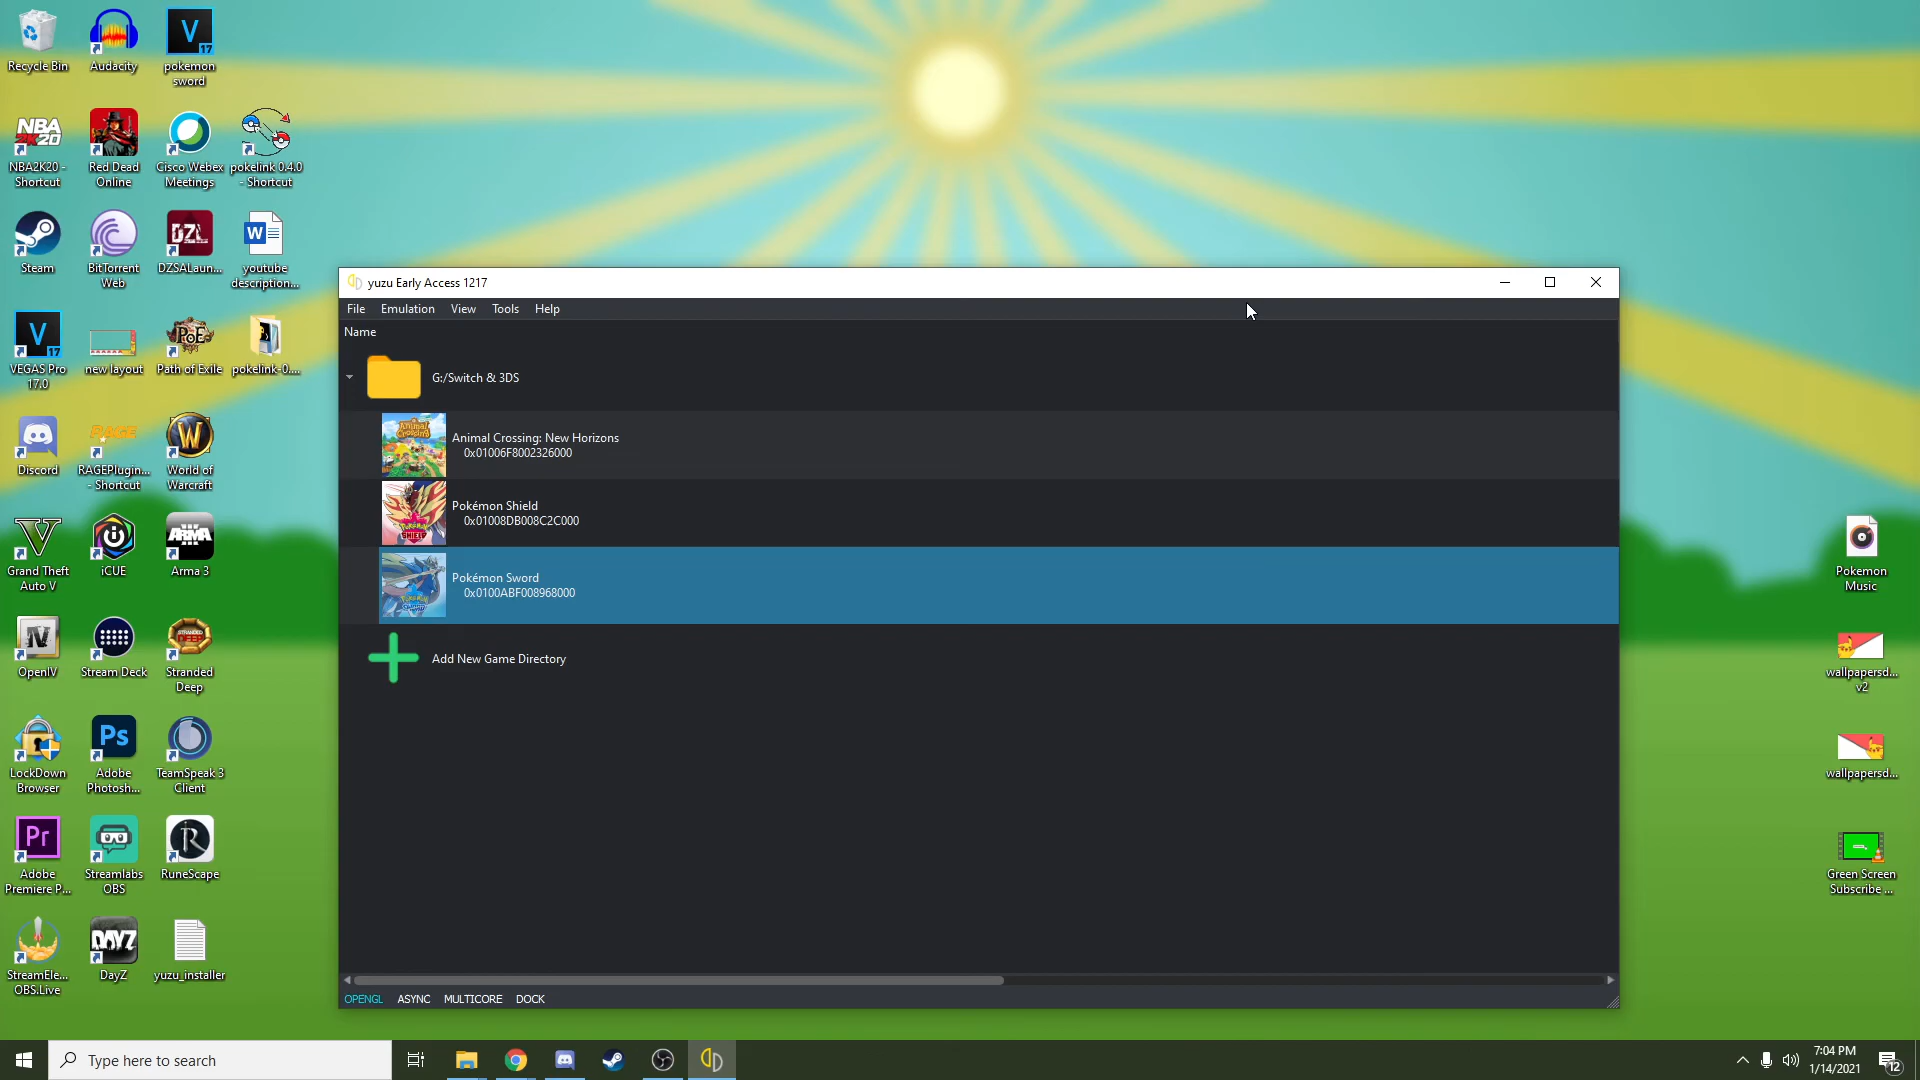 Recycle Bin
Audacity
pokemon
sword
NBA2K20 -
Shortcut
Red Dead
Online
Cisco Webex
Meetings
pokelink 0.4.0
- Shortcut
Steam
BitTorrent
Web
DZSALaun...
youtube
description...
VEGAS Pro
17.0
new layout
Path of Exile
pokelink-0....
Discord
RAGEPlugin...
- Shortcut
World of
Warcraft
Grand Theft
Auto V
iCUE
Arma 3
OpenIV
Stream Deck
Stranded
Deep
LockDown
Browser
Adobe
Photosh...
TeamSpeak 3
Client
Adobe
Premiere P...
Streamlabs
OBS
RuneScape
StreamEle...
OBS.Live
DayZ
yuzu_installer
yuzu Early Access 1217
File Emulation View Tools Help
Name
G:/Switch & 3DS
Animal Crossing: New Horizons
0x01006F8002326000
Pokémon Shield
0x01008DB008C2C000
Pokémon Sword
0x0100ABF008968000
Add New Game Directory
OPENGL ASYNC MULTICORE DOCK
Pokemon
Music
wallpapersd...
v2
wallpapersd...
Green Screen
Subscribe ...
Type here to search
7:04 PM
1/14/2021
12